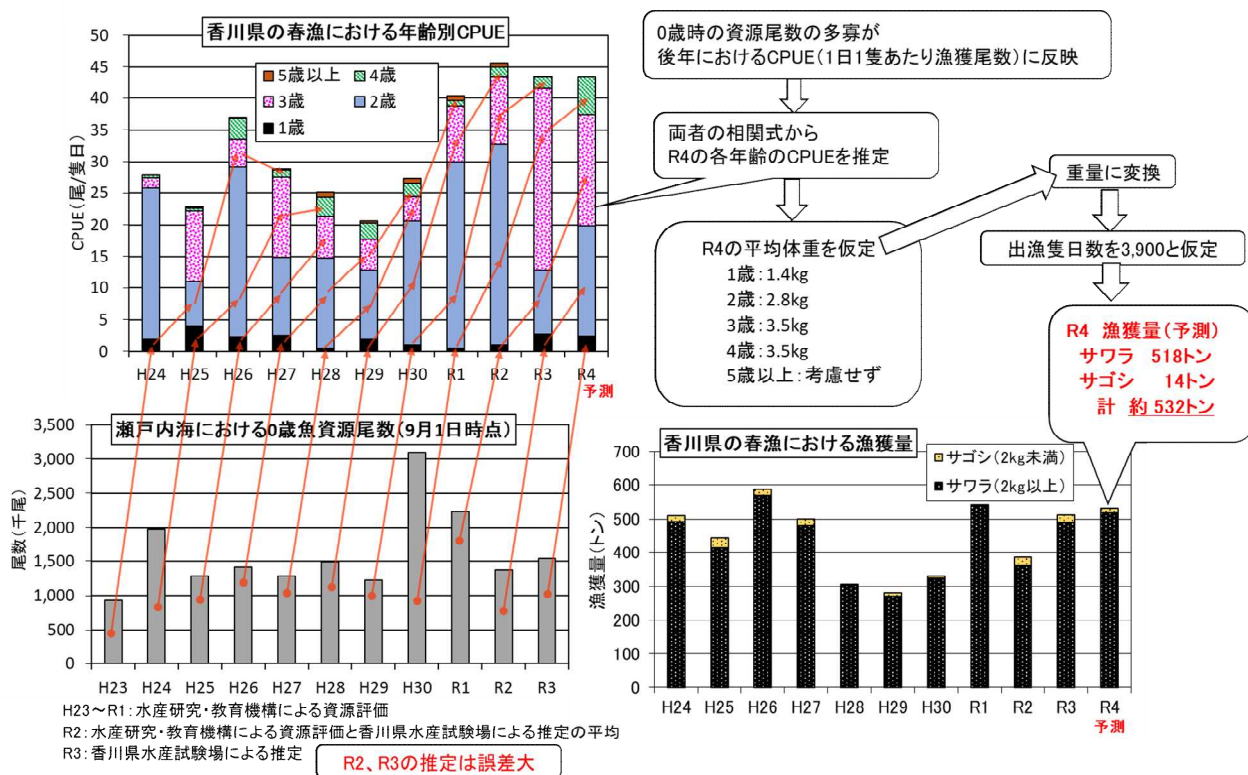 香川県の春漁における年齢別CPUE
CPUE(尾/隻日)
50
45
40
35
30
25
20
15
10
5
0
5歳以上 4歳
3歳 2歳
1歳
H24 H25 H26 H27 H28 H29 H30 R1 R2 R3 R4
予測
0歳時の資源尾数の多寡が
後年におけるCPUE(1日1隻あたり漁獲尾数)に反映
両者の相関式から
R4の各年齢のCPUEを推定
R4の平均体重を仮定
1歳:1.4kg
2歳:2.8kg
3歳:3.5kg
4歳:3.5kg
5歳以上:考慮せず
重量に変換
出漁隻日数を3,900と仮定
R4 漁獲量(予測)
サワラ 518トン
サゴシ 14トン
計 約532トン
瀬戸内海における0歳魚資源尾数(9月1日時点)
尾数(千尾)
3,500
3,000
2,500
2,000
1,500
1,000
500
0
H23 H24 H25 H26 H27 H28 H29 H30 R1 R2 R3
H23~R1:水産研究・教育機構による資源評価
R2:水産研究・教育機構による資源評価と香川県水産試験場による推定の平均
R3:香川県水産試験場による推定
R2、R3の推定は誤差大
香川県の春漁における漁獲量
漁獲量(トン)
700
600
500
400
300
200
100
0
サゴシ(2kg未満)
サワラ(2kg以上)
H24 H25 H26 H27 H28 H29 H30 R1 R2 R3 R4
予測